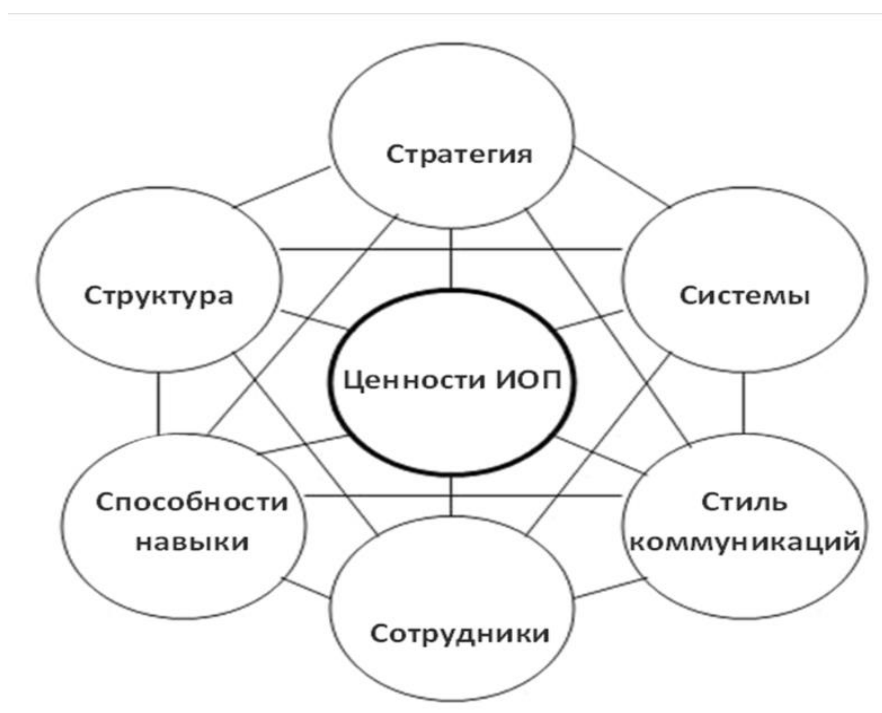 Стратегия
Структура
Системы
Ценности ИОП
Способности
навыки
Стиль
коммуникаций
Сотрудники